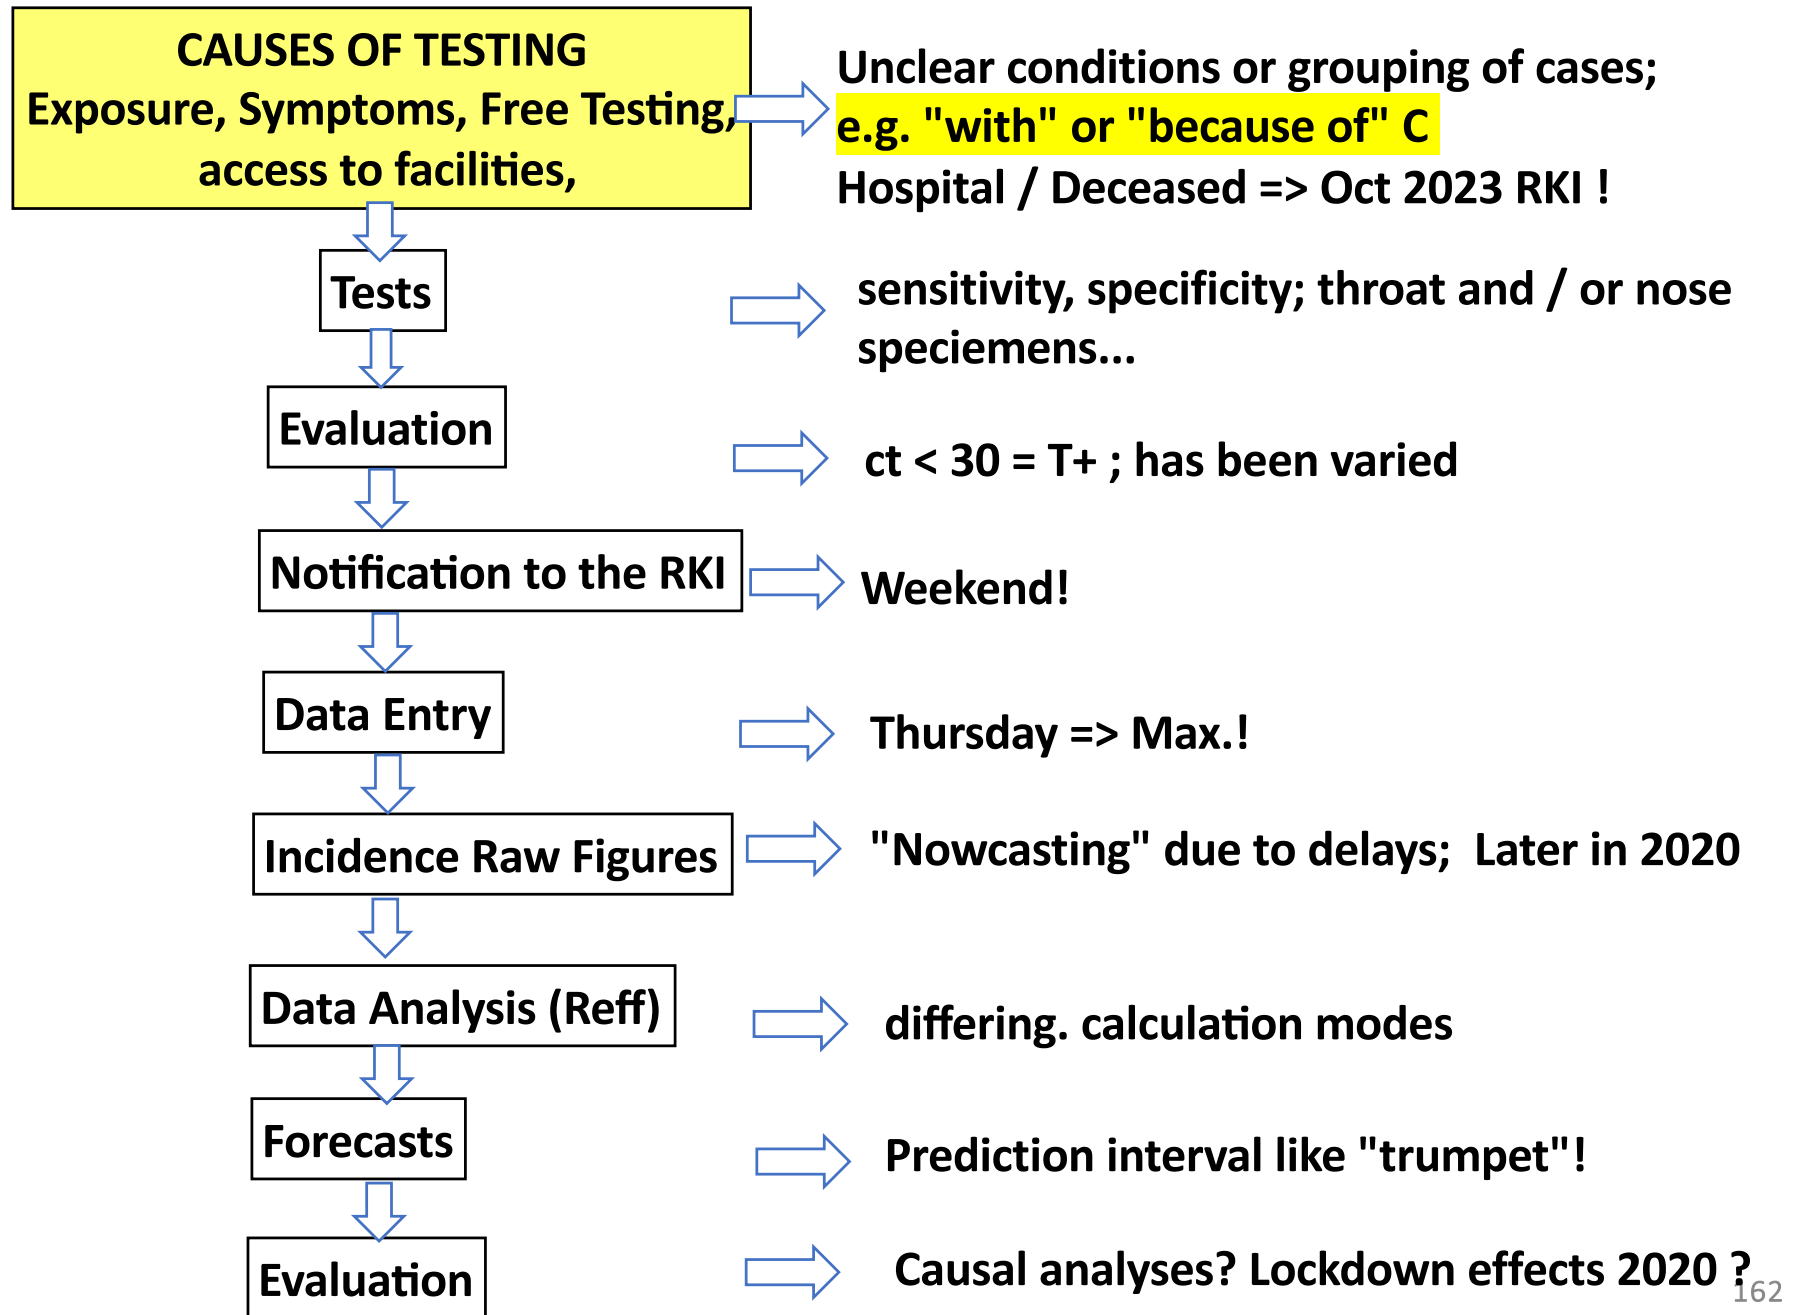 CAUSES OF TESTING
Exposure, Symptoms, Free Testing,
access to facilities,
Unclear conditions or grouping of cases;
e.g. "with" or "because of" C
Hospital / Deceased => Oct 2023 RKI !
Tests
sensitivity, specificity; throat and / or nose
speciemens...
Evaluation
ct < 30 = T+ ; has been varied
Notification to the RKI
Weekend!
Data Entry
Thursday => Max.!
Incidence Raw Figures
"Nowcasting" due to delays;  Later in 2020
Data Analysis (Reff)
differing. calculation modes
Forecasts
Prediction interval like "trumpet"!
Evaluation
Causal analyses? Lockdown effects 2020 ?
162